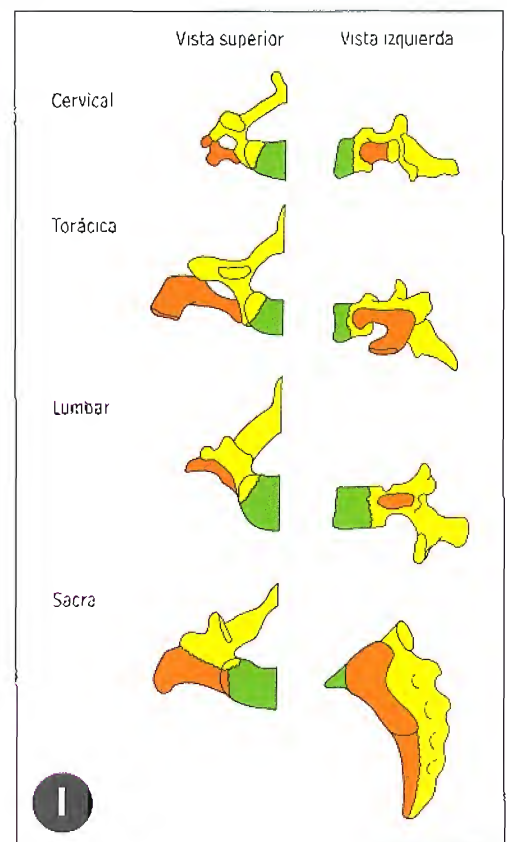 Vista superior Vista izquierda
Cervical
Torácica
Lumbar
Sacra
I